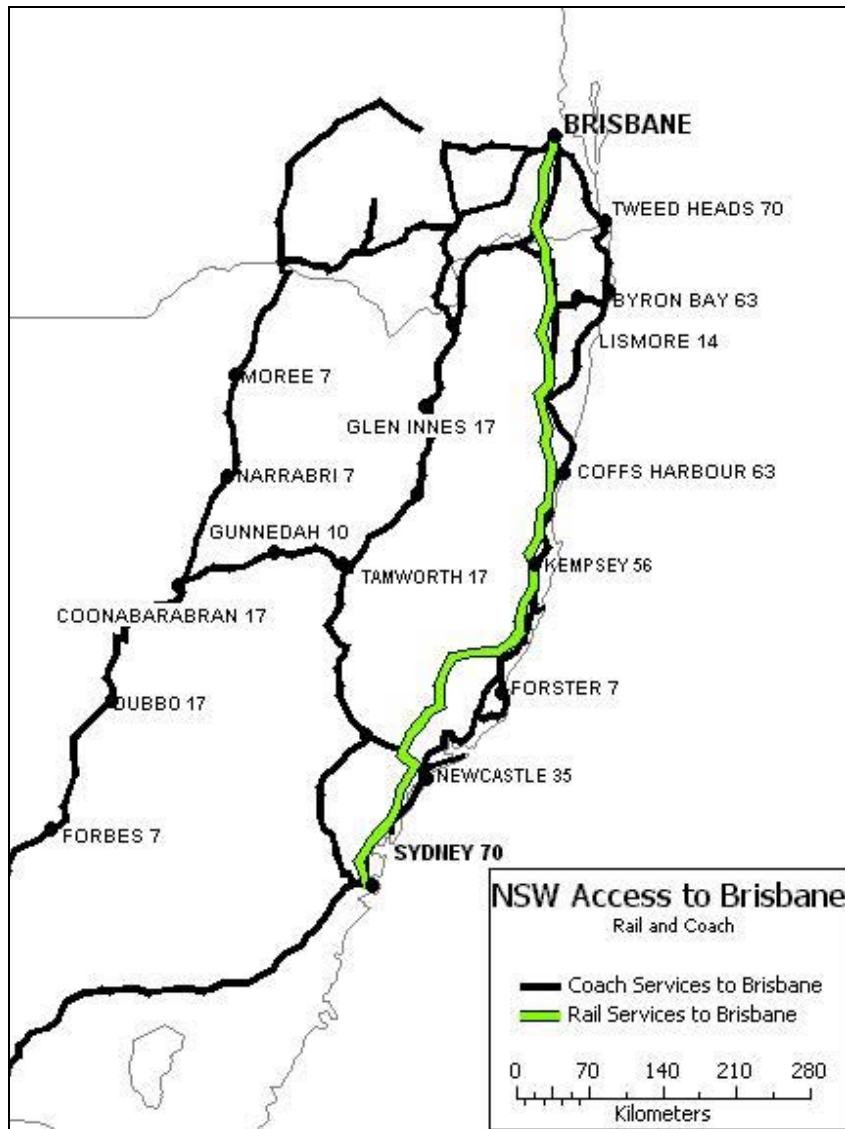 BRISBANE
TWEED HEADS 70
BYRON BAY 63
LISMORE 14
MOREE 7
GLEN INNES 17
COFFS HARBOUR 63
NARRABRI 7
GUNNEDAH 10
KEMPSEY 56
TAMWORTH 17
COONABARABRAN 17
FORSTER 7
DUBBO 17
NEWCASTLE 35
FORBES 7
SYDNEY 70
NSW Access to Brisbane
Rail and Coach
Coach Services to Brisbane
Rail Services to Brisbane
0 70 140 210 280
Kilometers